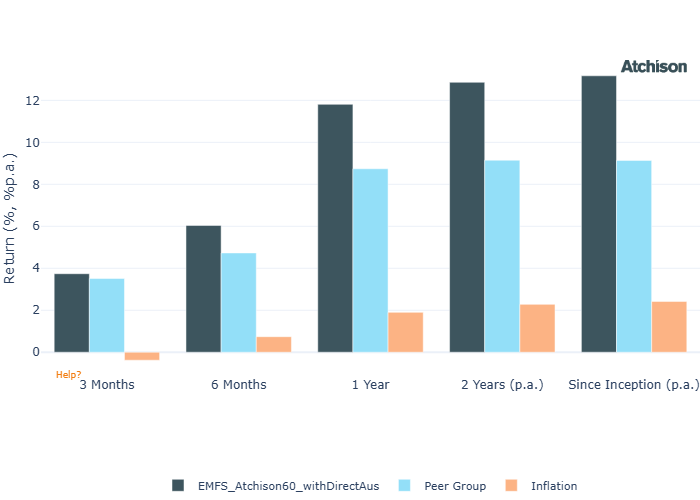 Atchison
Return (%, %p.a.)
12
10
8
6
4
2
0
Help?
3 Months
6 Months
1 Year
2 Years (p.a.)
Since Inception (p.a.)
EMFS_Atchison60_withDirectAus
Peer Group
Inflation